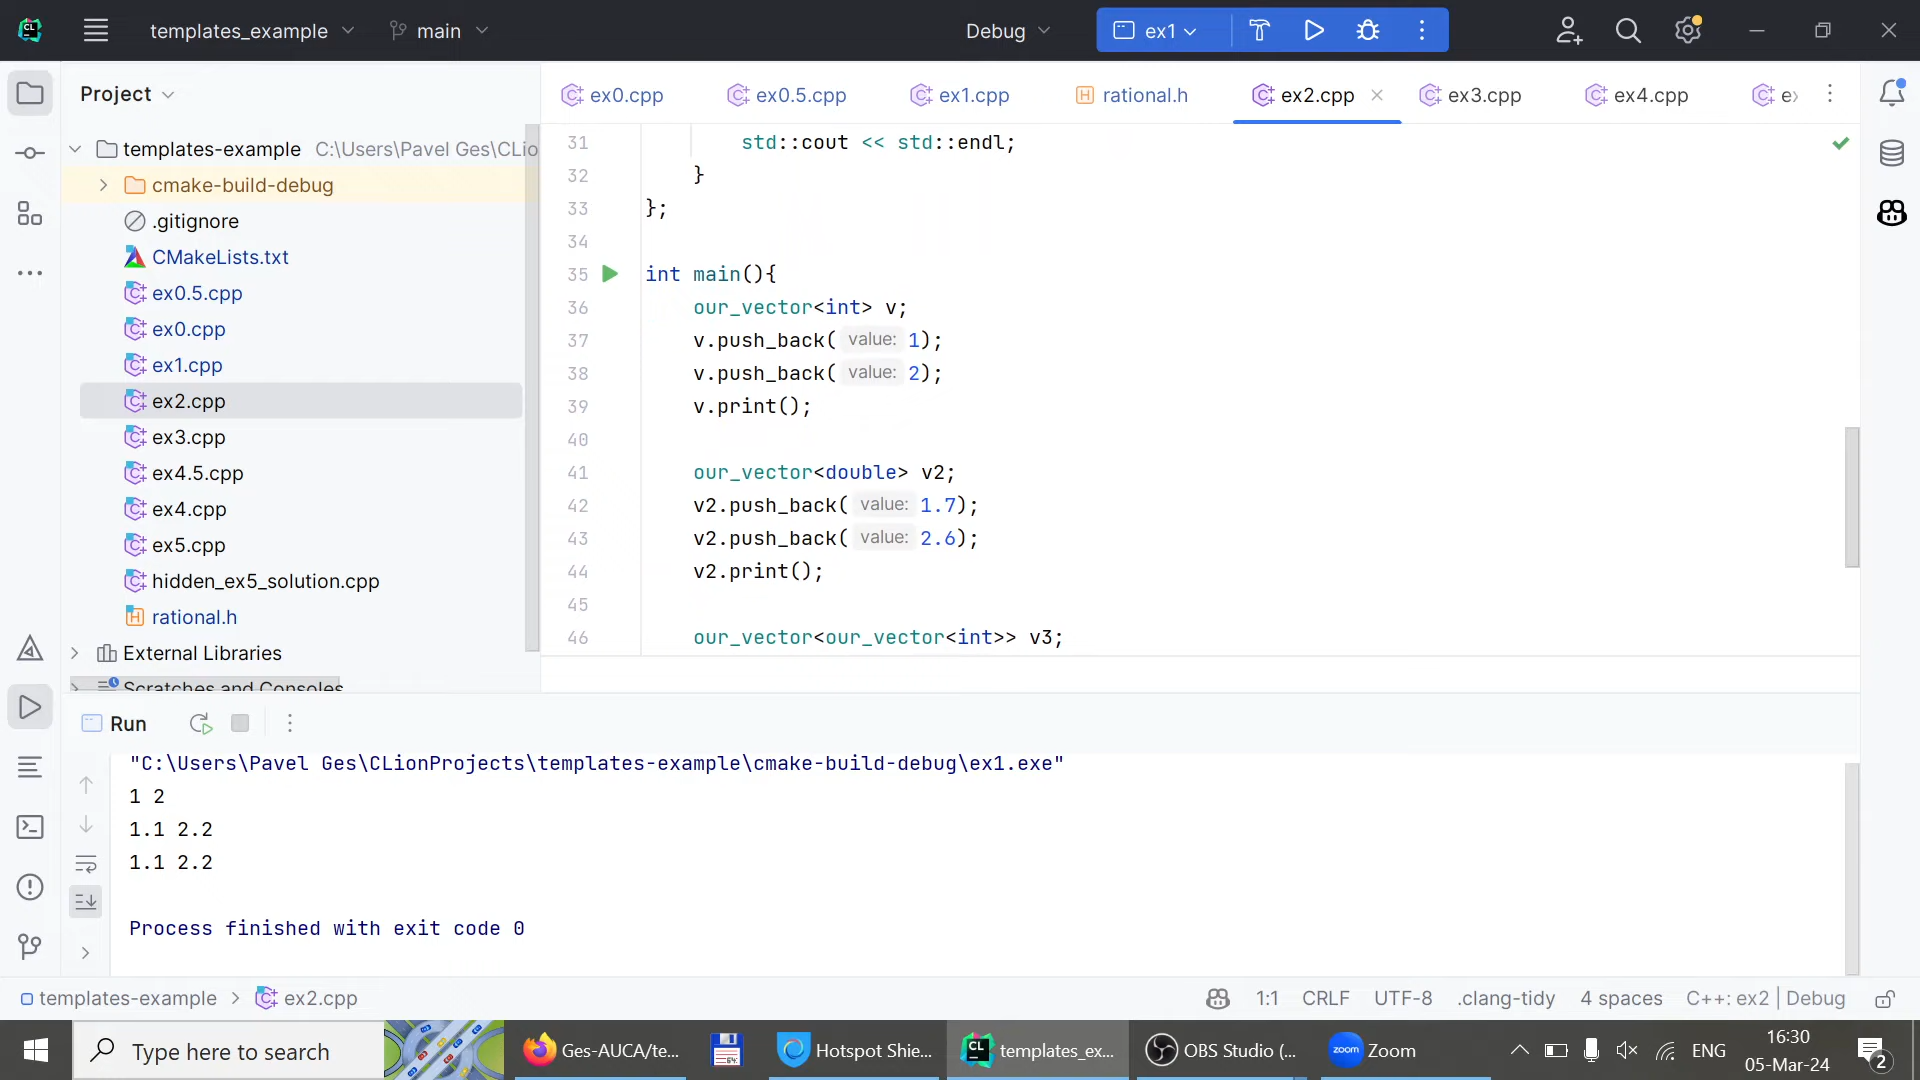 templates_example
main
Debug
ex1
Project
ex0.cpp
ex0.5.cpp
ex1.cpp
rational.h
ex2.cpp
ex3.cpp
ex4.cpp
templates-example C:\Users\Pavel Ges\CLio
cmake-build-debug
.gitignore
CMakeLists.txt
ex0.5.cpp
ex0.cpp
ex1.cpp
ex2.cpp
ex3.cpp
ex4.5.cpp
ex4.cpp
ex5.cpp
hidden_ex5_solution.cpp
rational.h
External Libraries
Scratches and Consoles
31 std::cout << std::endl;
32 }
33 };
34
35 int main(){
36 our_vector<int> v;
37 v.push_back( value: 1);
38 v.push_back( value: 2);
39 v.print();
40
41 our_vector<double> v2;
42 v2.push_back( value: 1.7);
43 v2.push_back( value: 2.6);
44 v2.print();
45
46 our_vector<our_vector<int>> v3;
Run
"C:\Users\Pavel Ges\CLionProjects\templates-example\cmake-build-debug\ex1.exe"
1 2
1.1 2.2
1.1 2.2
Process finished with exit code 0
templates-example > ex2.cpp
1:1 CRLF UTF-8 .clang-tidy 4 spaces C++: ex2 | Debug
Type here to search
Ges-AUCA/te...
Hotspot Shie...
CL
templates_ex...
OBS Studio (...
zoom
Zoom
ENG
16:30
05-Mar-24
2